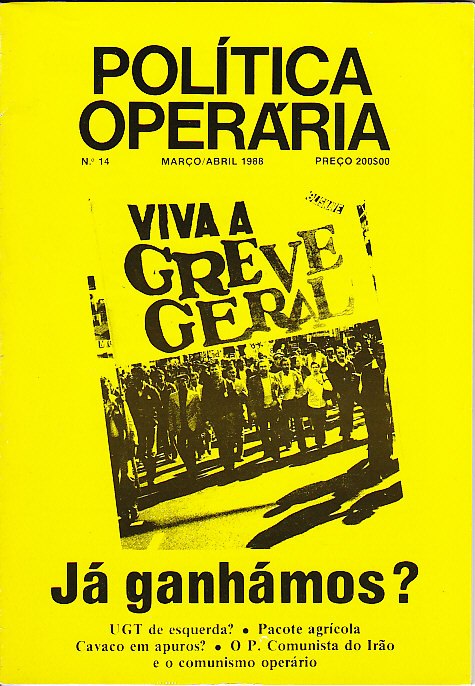 POLÍTICA
OPERÁRIA
N.º 14 MARÇO/ABRIL 1988 PREÇO 200$00
VIVA A
GREVE
GERAL
Já ganhámos?
UGT de esquerda? • Pacote agrícola
Cavaco em apuros? • O P. Comunista do Irão
e o comunismo operário